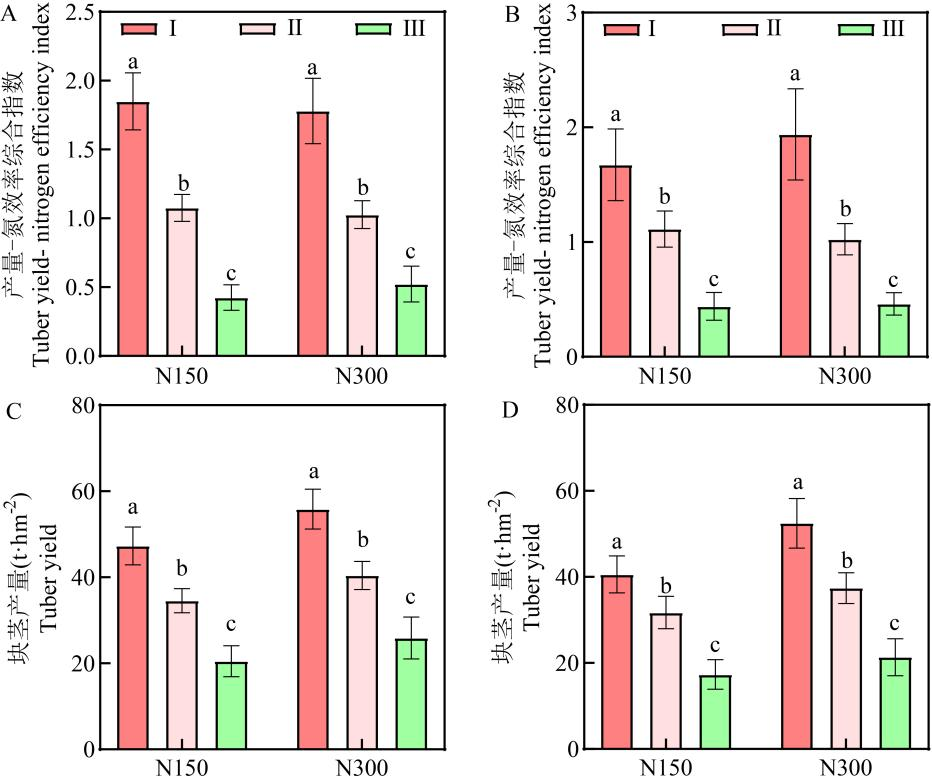 A
产量-氮效率综合指数
Tuber yield- nitrogen efficiency index
2.5
2.0
1.5
1.0
0.5
0.0
I
II
III
a
b
c
a
b
c
N150
N300
B
产量-氮效率综合指数
Tuber yield- nitrogen efficiency index
3
2
1
0
I
II
III
a
b
c
a
b
c
N150
N300
C
块茎产量(t·hm⁻²)
Tuber yield
80
60
40
20
0
a
b
c
a
b
c
N150
N300
D
块茎产量(t·hm⁻²)
Tuber yield
80
60
40
20
0
a
b
c
a
b
c
N150
N300